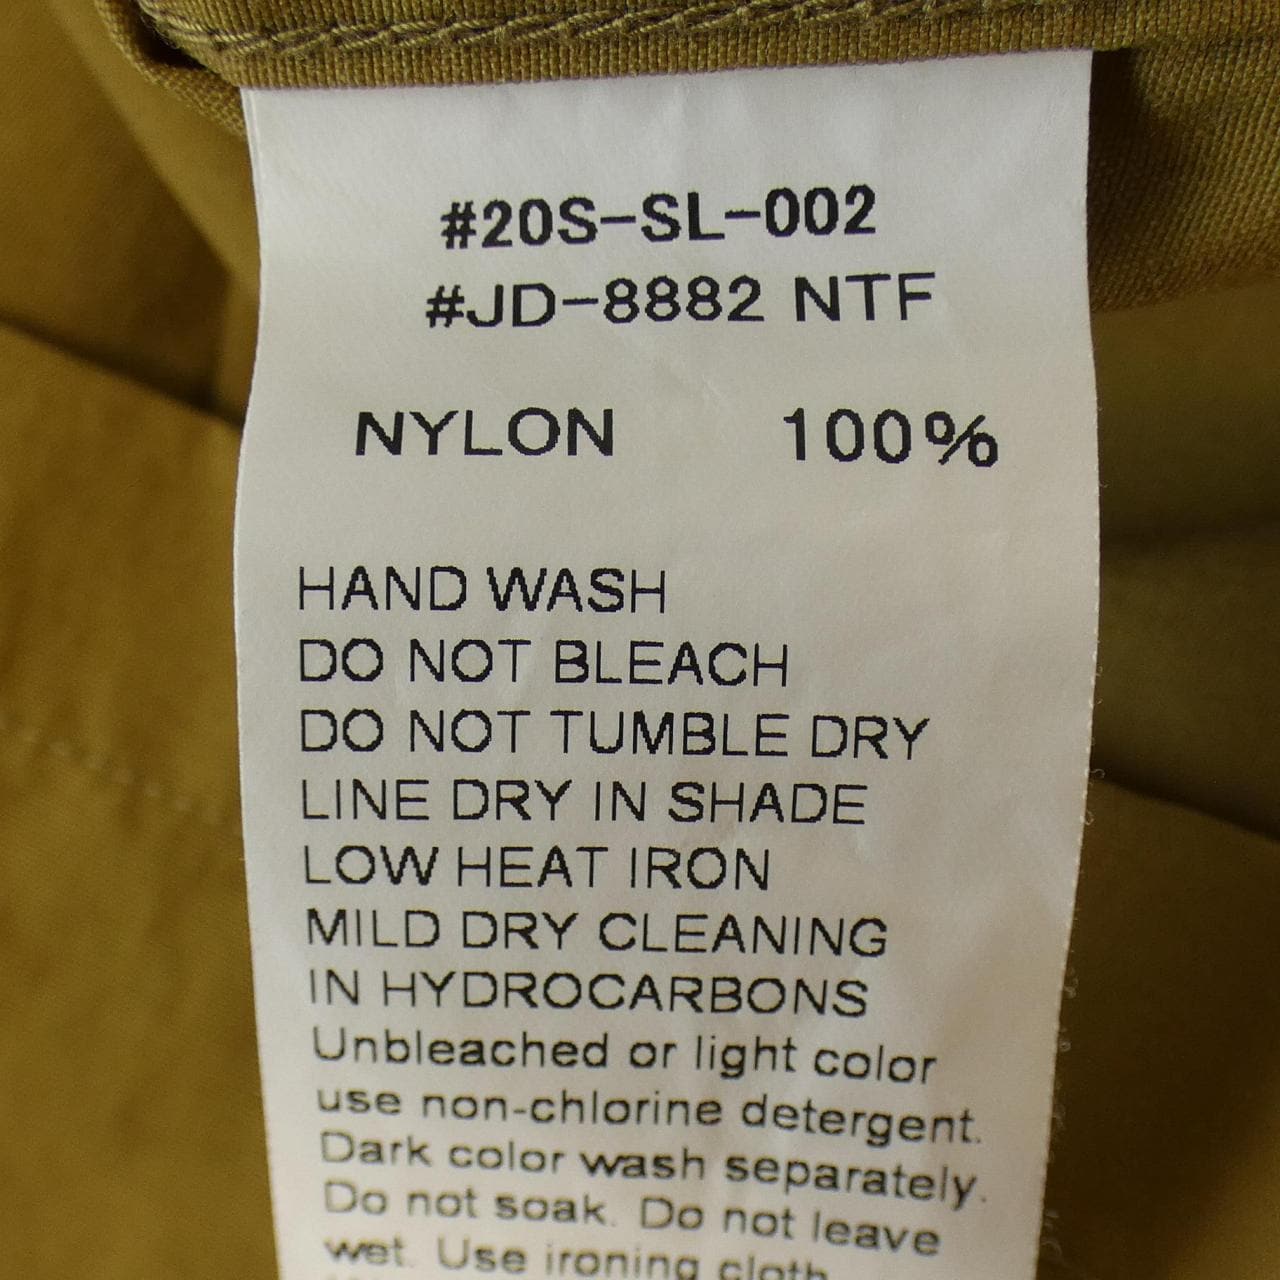 #20S-SL-002
#JD-8882 NTF
NYLON 100%
HAND WASH
DO NOT BLEACH
DO NOT TUMBLE DRY
LINE DRY IN SHADE
LOW HEAT IRON
MILD DRY CLEANING
IN HYDROCARBONS
Unbleached or light color
use non-chlorine detergent.
Dark color wash separately.
Do not soak. Do not leave
wet. Use ironing cloth